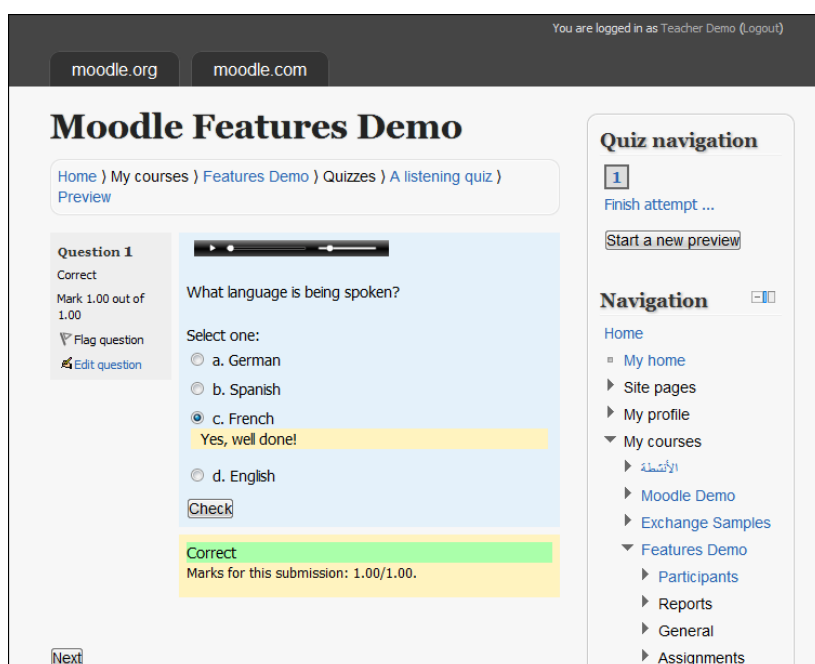 You are logged in as Teacher Demo (Logout)
moodle.org
moodle.com
Moodle Features Demo
Home ⟩ My courses ⟩ Features Demo ⟩ Quizzes ⟩ A listening quiz ⟩
Preview
Question 1
Correct
Mark 1.00 out of
1.00
Flag question
Edit question
What language is being spoken?
Select one:
a. German
b. Spanish
c. French
Yes, well done!
d. English
Check
Correct
Marks for this submission: 1.00/1.00.
Next
Quiz navigation
1
Finish attempt ...
Start a new preview
Navigation
Home
My home
Site pages
My profile
My courses
الأنشطة
Moodle Demo
Exchange Samples
Features Demo
Participants
Reports
General
Assignments